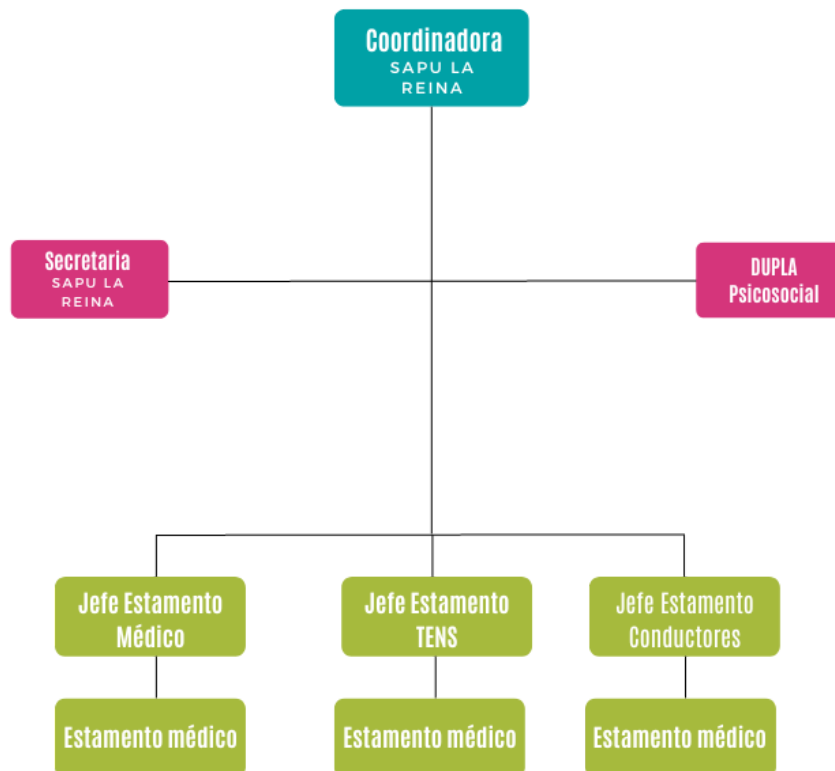 Coordinadora
SAPU LA
REINA
Secretaria
SAPU LA
REINA
DUPLA
Psicosocial
Jefe Estamento
Médico
Jefe Estamento
TENS
Jefe Estamento
Conductores
Estamento médico
Estamento médico
Estamento médico